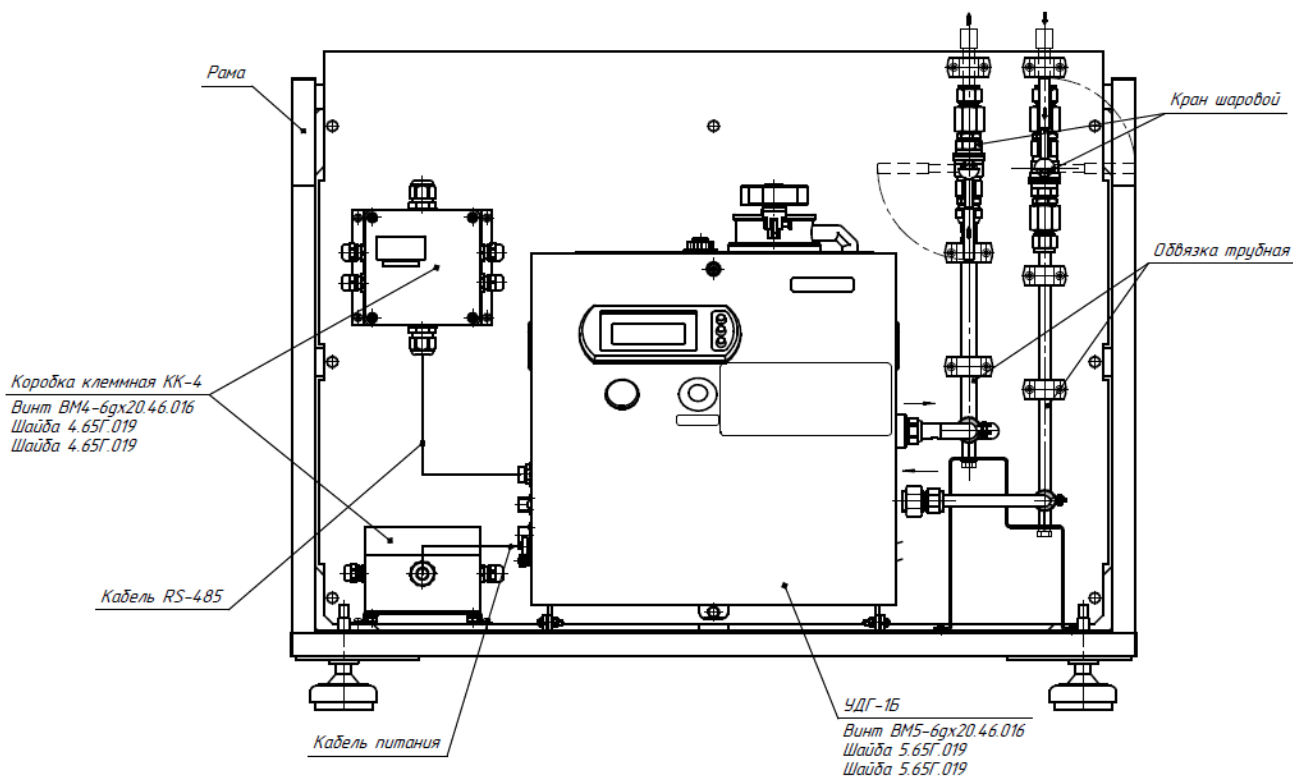 Рама
Кран шаровой
Обвязка трубная
Коробка клеммная КК-4
Винт ВМ4-6gх20.46.016
Шайба 4.65Г.019
Шайба 4.65Г.019
Кабель RS-485
Кабель питания
УДГ-1Б
Винт ВМ5-6gх20.46.016
Шайба 5.65Г.019
Шайба 5.65Г.019